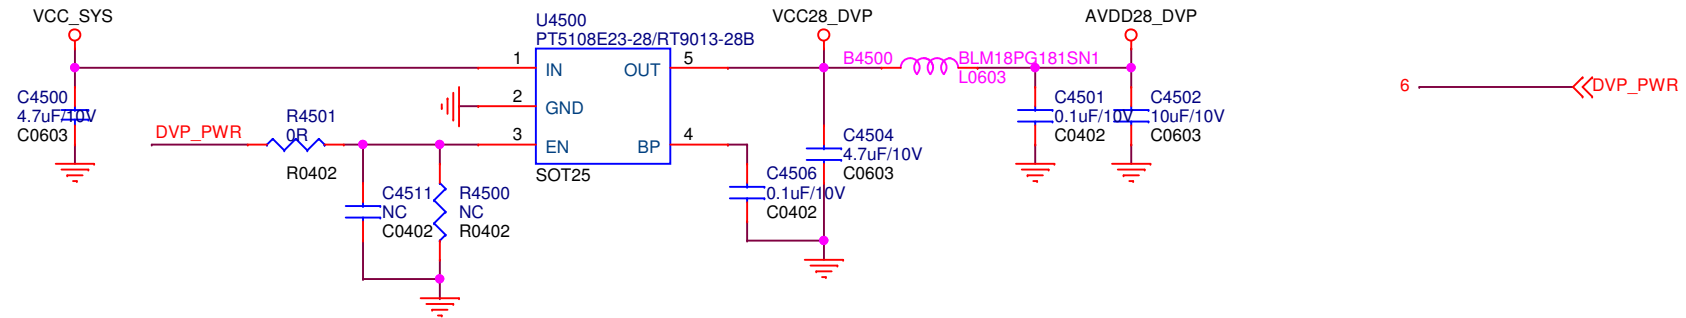 VCC_SYS
VCC28_DVP
AVDD28_DVP
U4500
PT5108E23-28/RT9013-28B
1
IN
OUT
5
B4500
BLM18PG181SN1
L0603
C4500
4.7uF/10V
C0603
2
GND
C4501
0.1uF/10V
C0402
C4502
10uF/10V
C0603
6
DVP_PWR
DVP_PWR
R4501
0R
R0402
3
EN
BP
4
SOT25
C4504
4.7uF/10V
C0603
C4506
0.1uF/10V
C0402
C4511
NC
C0402
R4500
NC
R0402